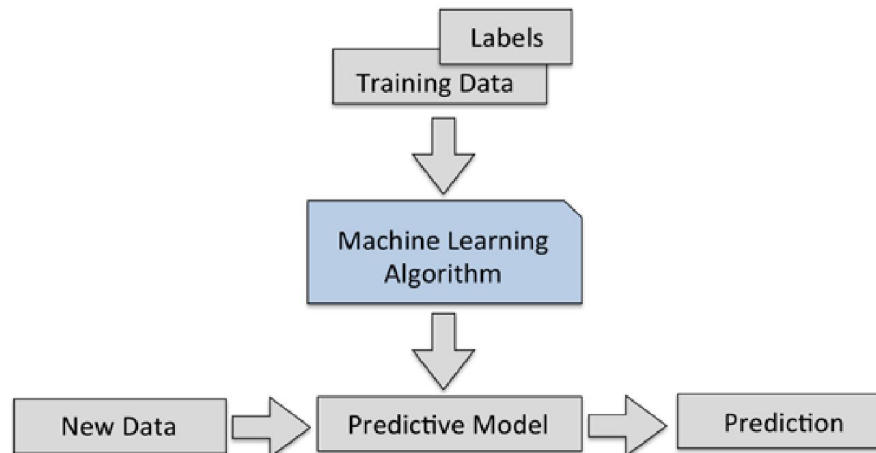 Labels
Training Data
Machine Learning
Algorithm
New Data
Predictive Model
Prediction